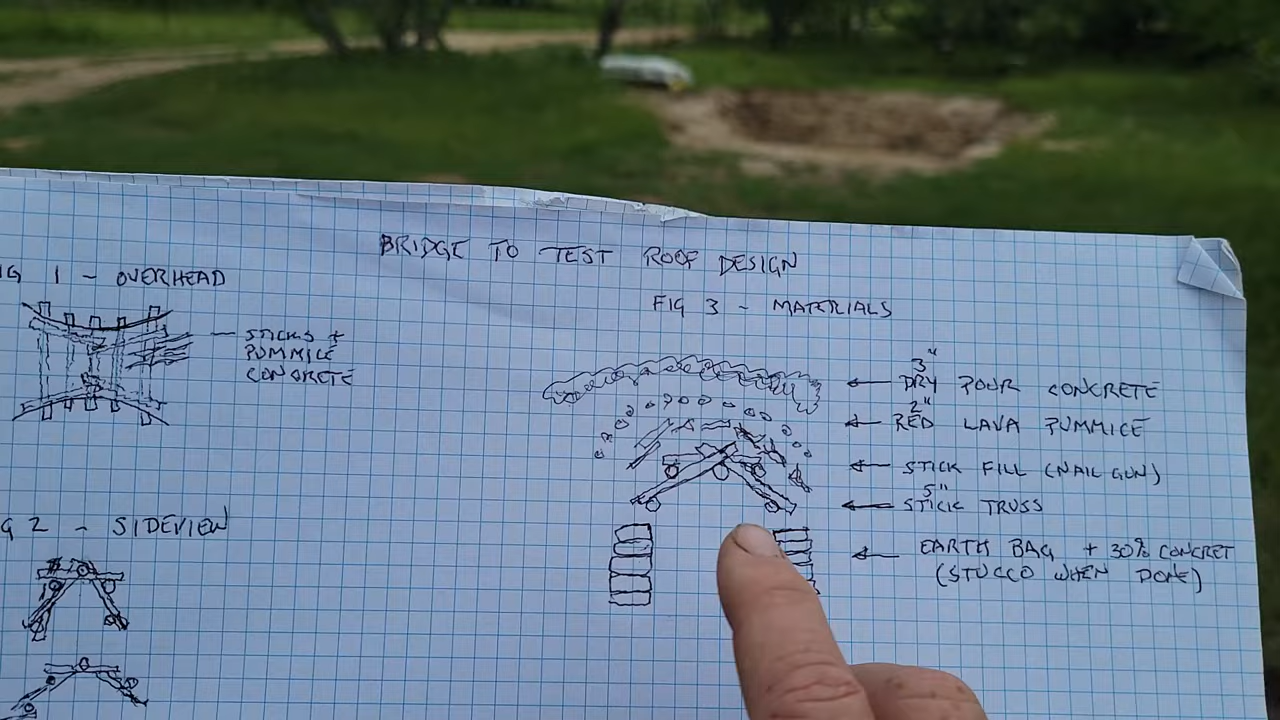 BRIDGE TO TEST ROOF DESIGN
IG 1 - OVERHEAD
STICKS +
PUMMICE
CONCRETE
G 2 - SIDEVIEW
FIG 3 - MATERIALS
3"
DRY POUR CONCRETE
2"
RED LAVA PUMMICE
STICK FILL (NAIL GUN)
5"
STICK TRUSS
EARTH BAG + 30% CONCRET
(STUCCO WHEN DONE)